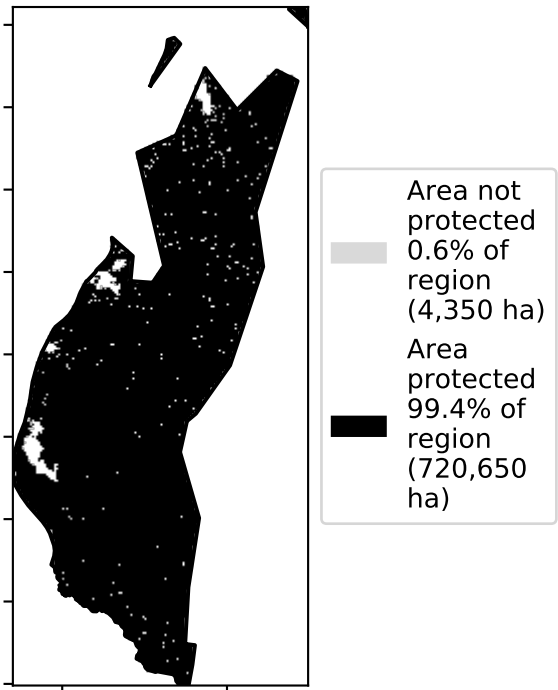 Area not
protected
0.6% of
region
(4,350 ha)
Area
protected
99.4% of
region
(720,650
ha)